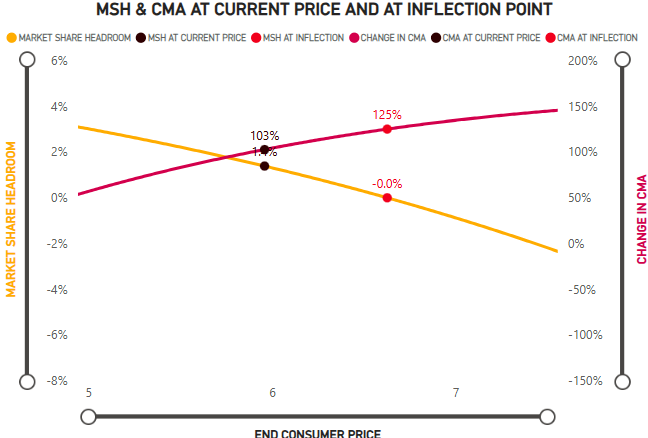 MSH & CMA AT CURRENT PRICE AND AT INFLECTION POINT
MARKET SHARE HEADROOM MSH AT CURRENT PRICE MSH AT INFLECTION CHANGE IN CMA CMA AT CURRENT PRICE CMA AT INFLECTION
6% 200%
4% 150%
125%
103%
2% 100%
-0.0%
0% 50%
-2% 0%
-4% -50%
-6% -100%
-8% -150%
MARKET SHARE HEADROOM
CHANGE IN CMA
5 6 7
END CONSUMER PRICE